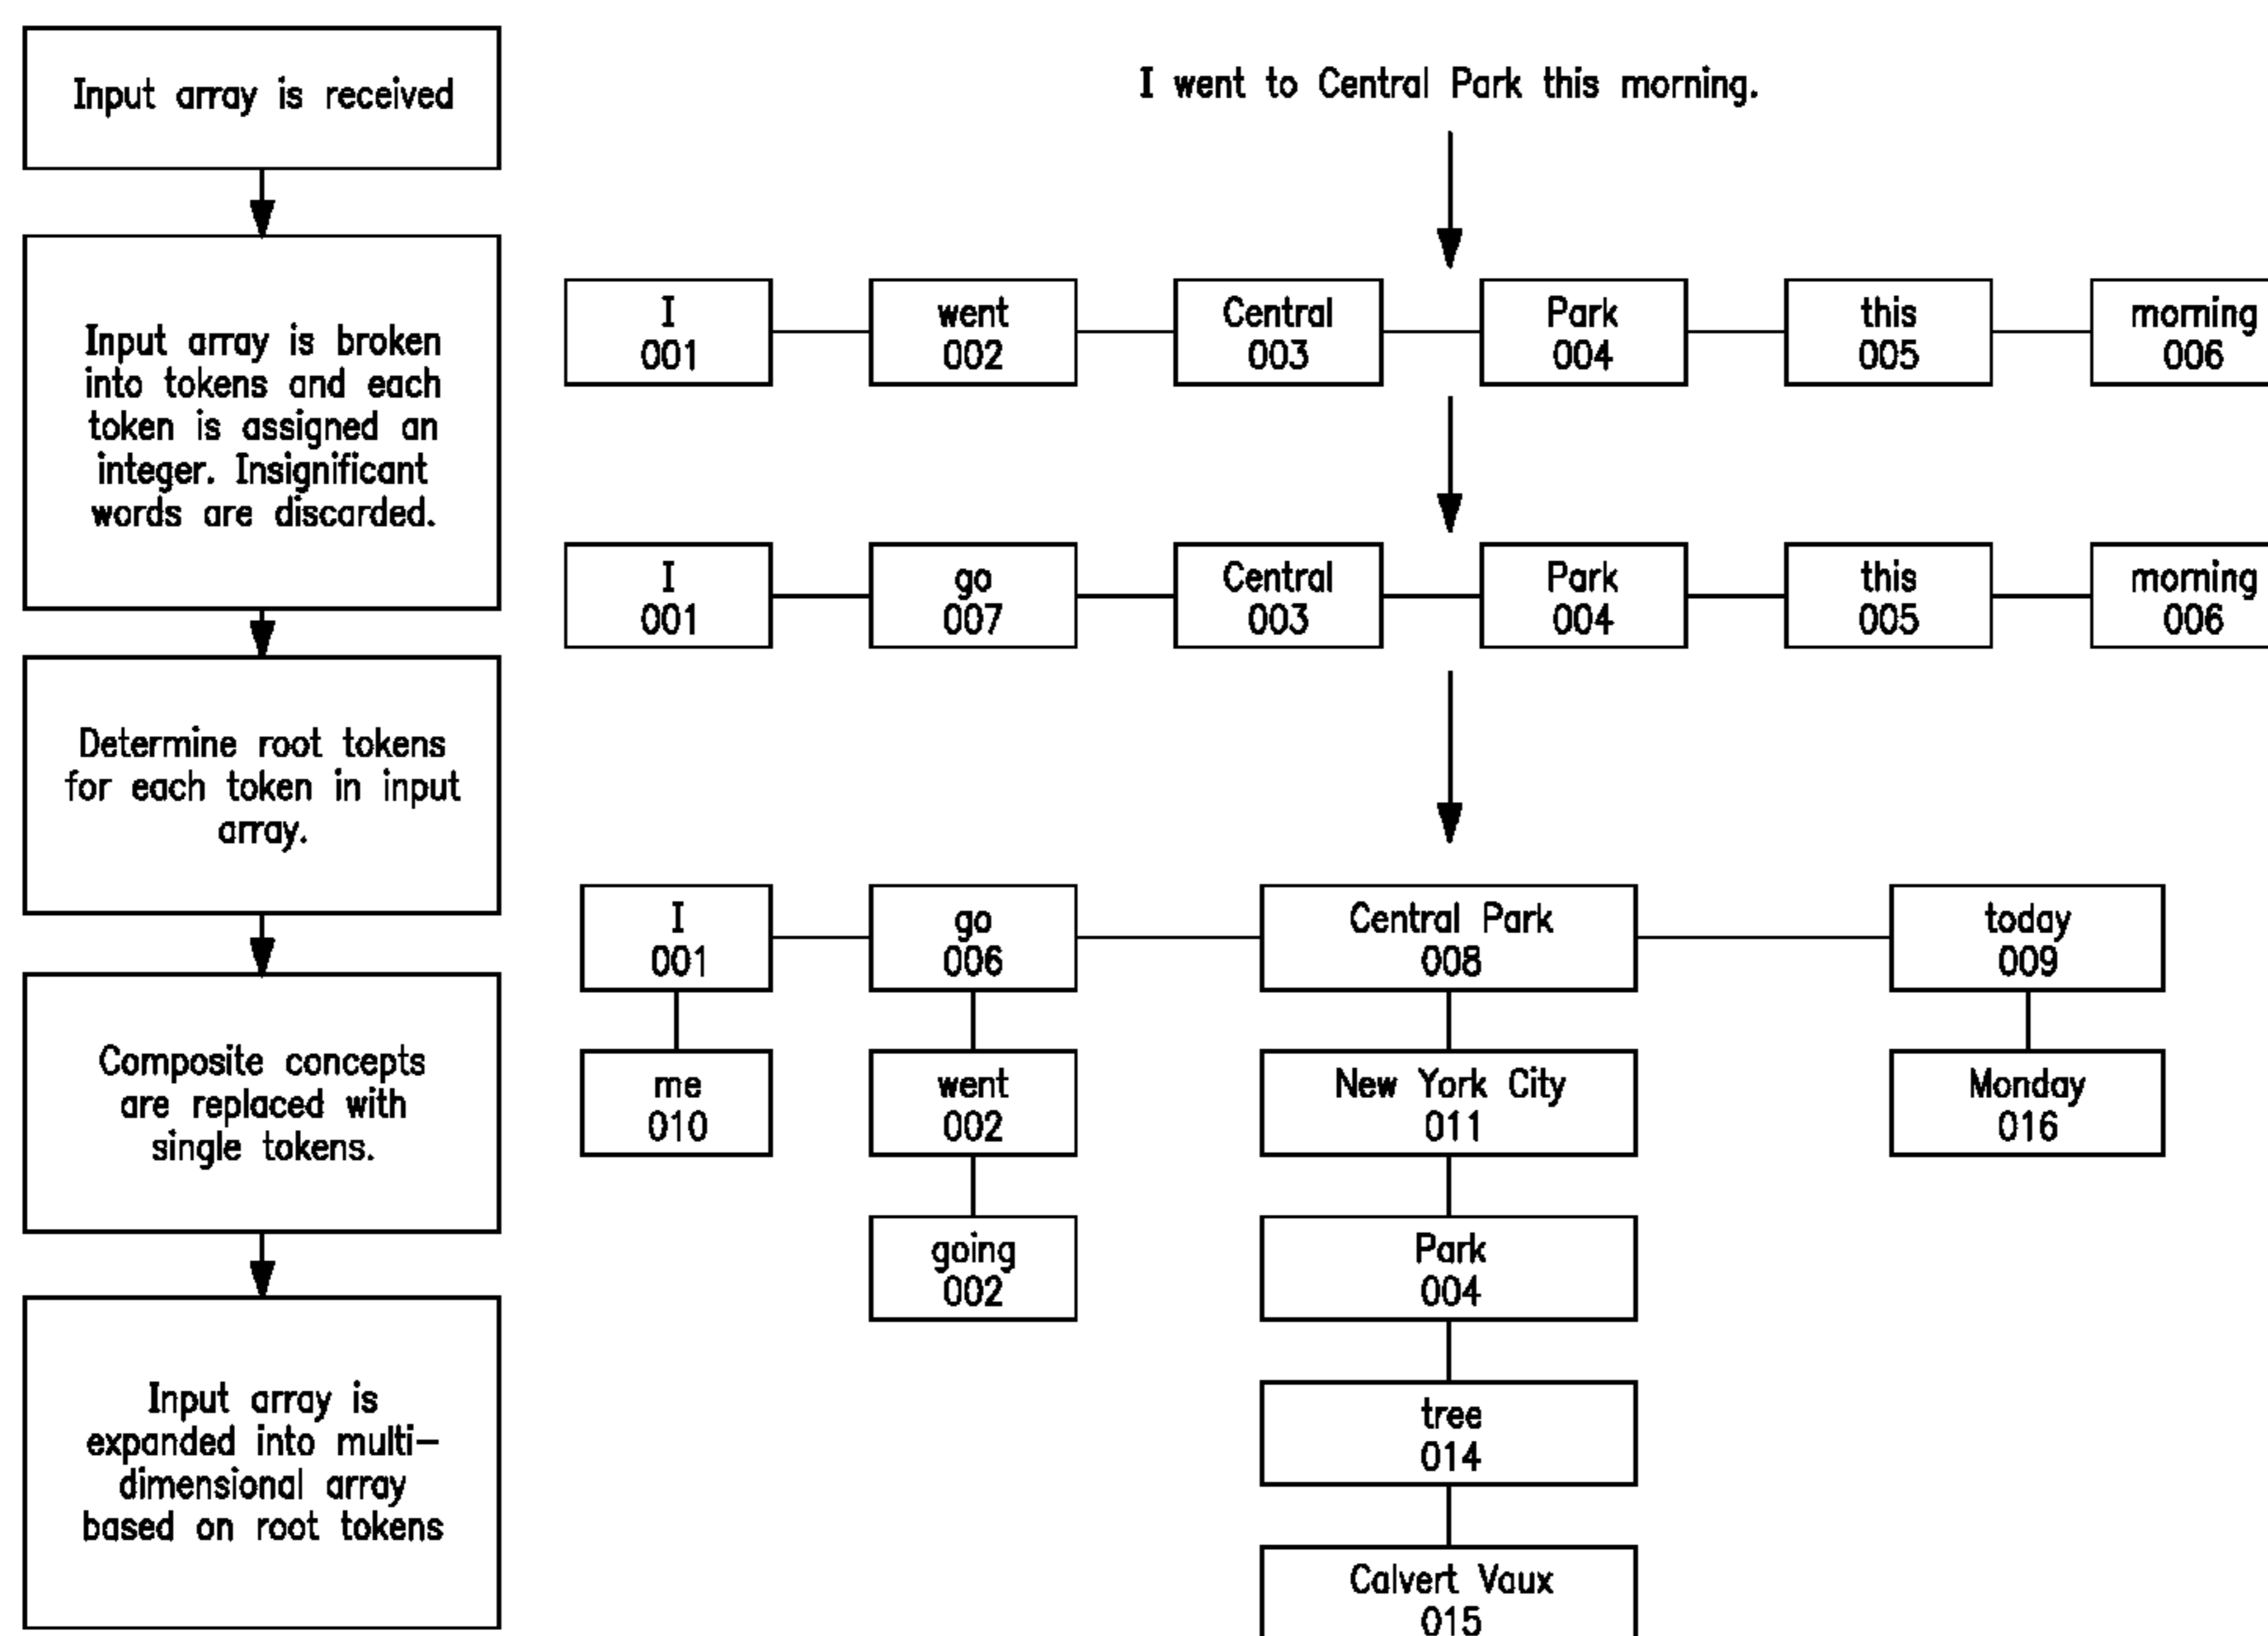 Input array is received
Input array is broken
into tokens and each
token is assigned an
integer. Insignificant
words are discarded.
Determine root tokens
for each token in input
array.
Composite concepts
are replaced with
single tokens.
Input array is
expanded into multi-
dimensional array
based on root tokens
I went to Central Park this morning.
I
001
went
002
Central
003
Park
004
this
005
morning
006
I
001
go
007
Central
003
Park
004
this
005
morning
006
I
001
go
006
Central Park
008
today
009
me
010
went
002
New York City
011
Monday
016
going
002
Park
004
tree
014
Calvert Vaux
015